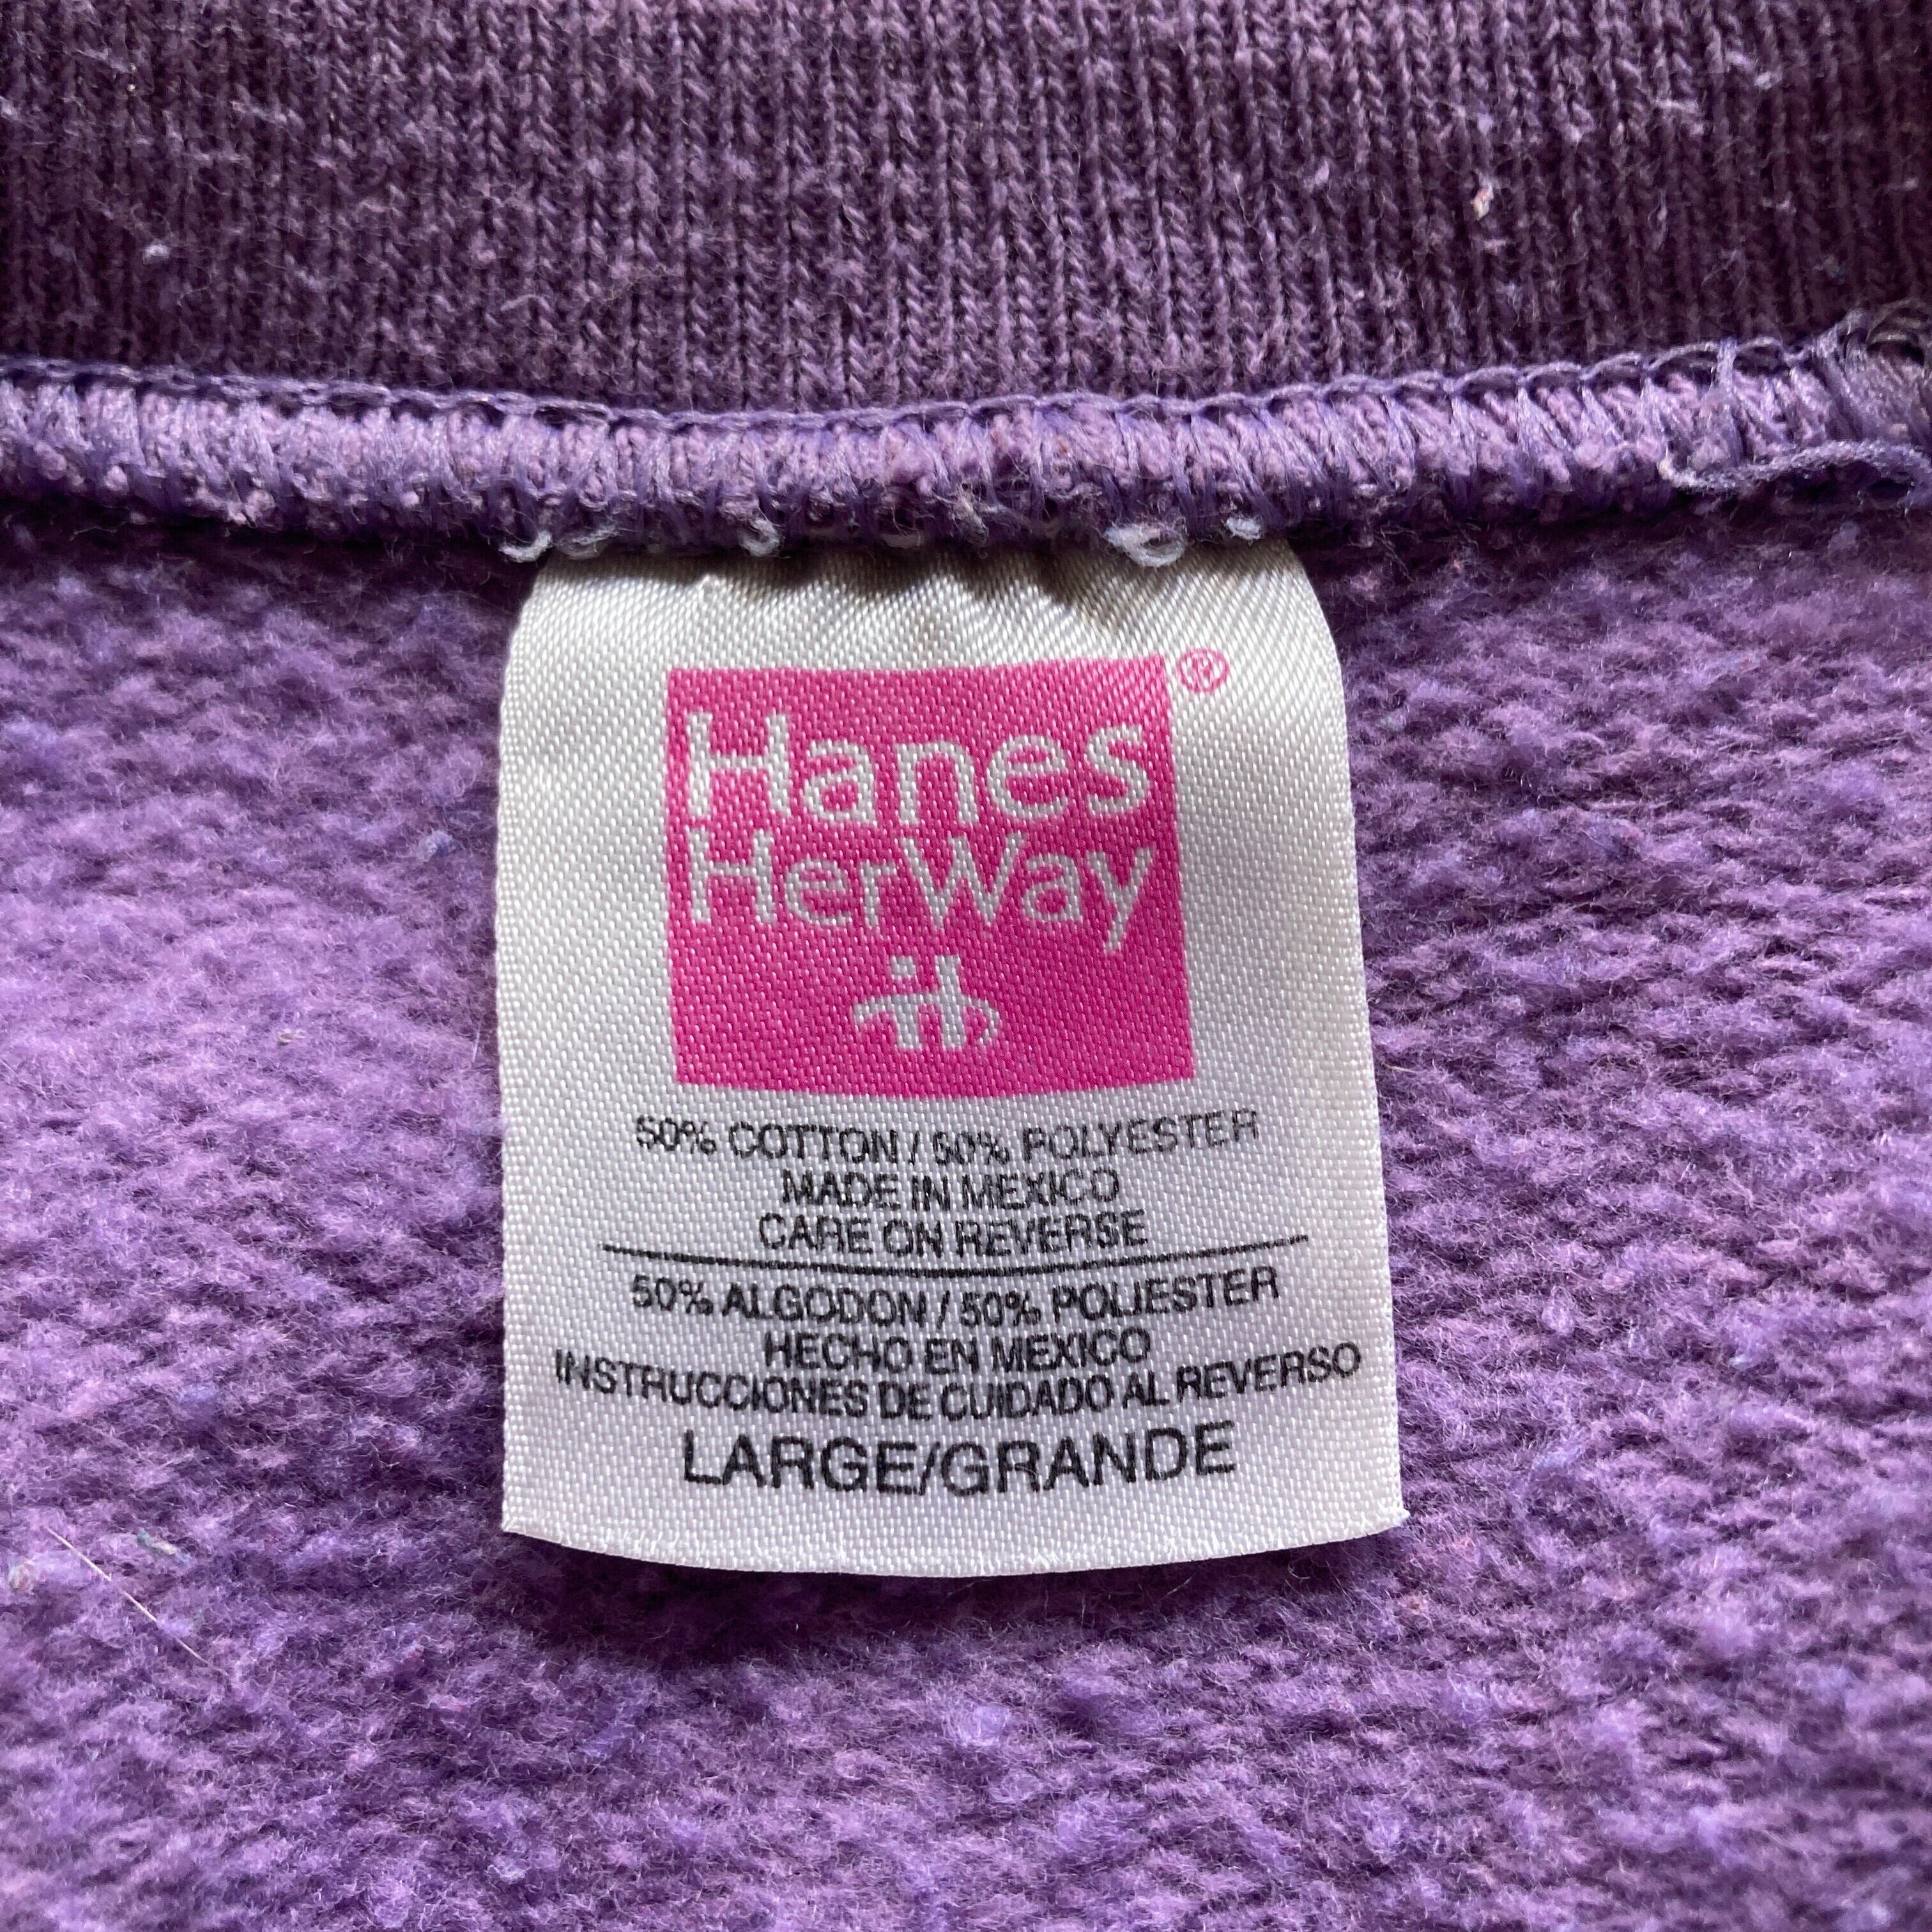 Hanes®
HerWay
50% COTTON / 50% POLYESTER
MADE IN MEXICO
CARE ON REVERSE
50% ALGODON / 50% POLIESTER
HECHO EN MEXICO
INSTRUCCIONES DE CUIDADO AL REVERSO
LARGE/GRANDE